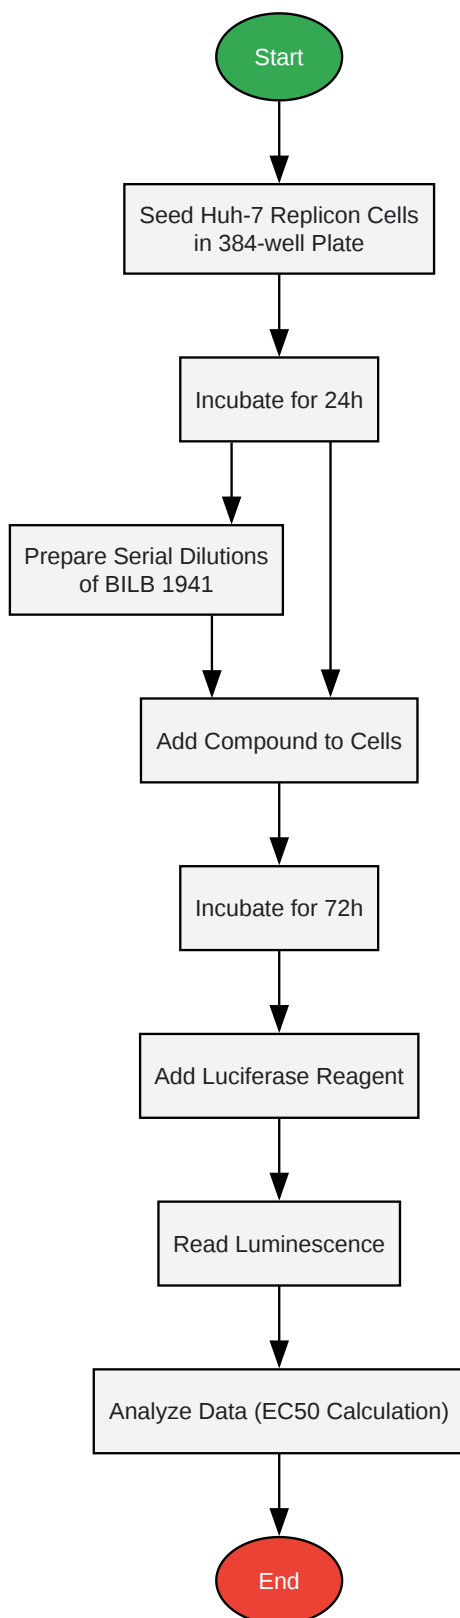 Start
Seed Huh-7 Replicon Cells
in 384-well Plate
Incubate for 24h
Prepare Serial Dilutions
of BILB 1941
Add Compound to Cells
Incubate for 72h
Add Luciferase Reagent
Read Luminescence
Analyze Data (EC50 Calculation)
End